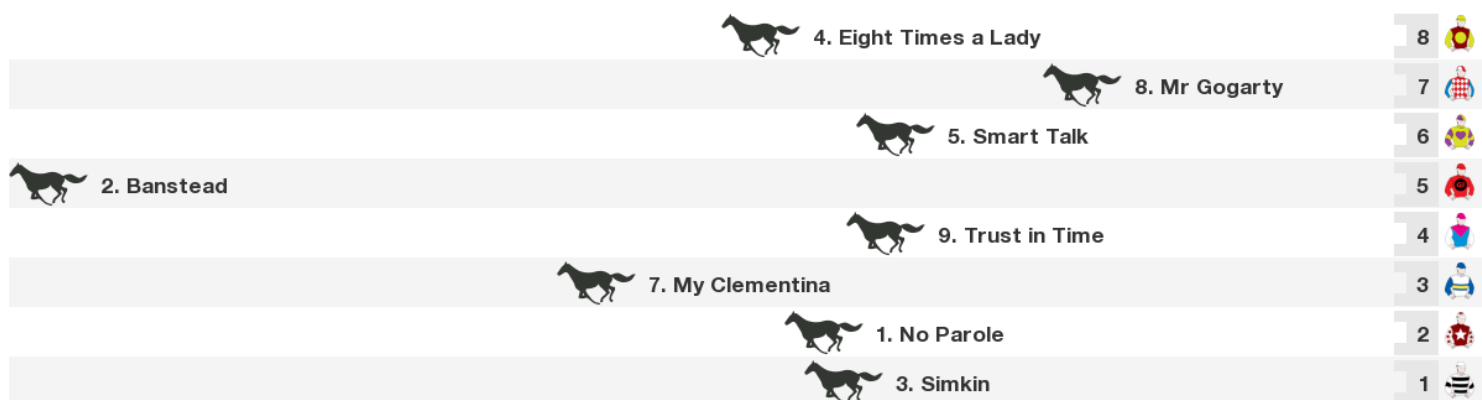 4. Eight Times a Lady 8
8. Mr Gogarty 7
5. Smart Talk 6
2. Banstead 5
9. Trust in Time 4
7. My Clementina 3
1. No Parole 2
3. Simkin 1